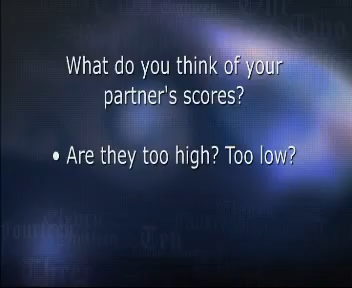 What do you think of your
partner's scores?
• Are they too high? Too low?